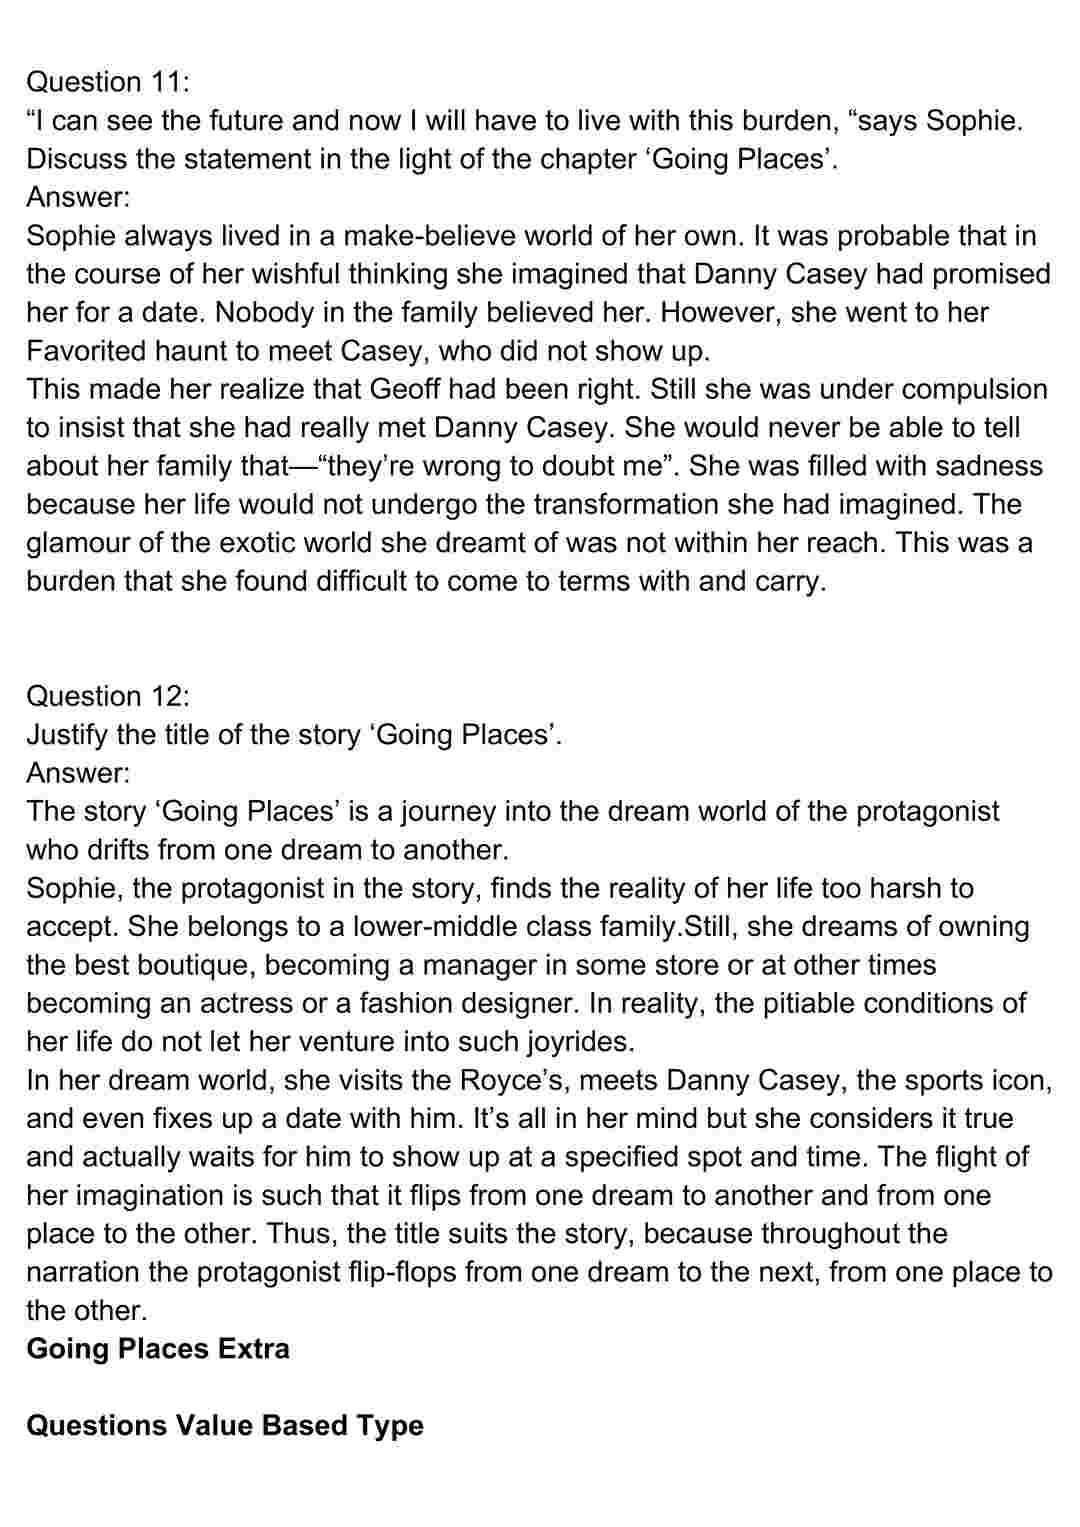 Question 11:
“I can see the future and now I will have to live with this burden, “says Sophie.
Discuss the statement in the light of the chapter ‘Going Places’.
Answer:
Sophie always lived in a make-believe world of her own. It was probable that in
the course of her wishful thinking she imagined that Danny Casey had promised
her for a date. Nobody in the family believed her. However, she went to her
Favorited haunt to meet Casey, who did not show up.
This made her realize that Geoff had been right. Still she was under compulsion
to insist that she had really met Danny Casey. She would never be able to tell
about her family that—“they’re wrong to doubt me”. She was filled with sadness
because her life would not undergo the transformation she had imagined. The
glamour of the exotic world she dreamt of was not within her reach. This was a
burden that she found difficult to come to terms with and carry.
Question 12:
Justify the title of the story ‘Going Places’.
Answer:
The story ‘Going Places’ is a journey into the dream world of the protagonist
who drifts from one dream to another.
Sophie, the protagonist in the story, finds the reality of her life too harsh to
accept. She belongs to a lower-middle class family.Still, she dreams of owning
the best boutique, becoming a manager in some store or at other times
becoming an actress or a fashion designer. In reality, the pitiable conditions of
her life do not let her venture into such joyrides.
In her dream world, she visits the Royce’s, meets Danny Casey, the sports icon,
and even fixes up a date with him. It’s all in her mind but she considers it true
and actually waits for him to show up at a specified spot and time. The flight of
her imagination is such that it flips from one dream to another and from one
place to the other. Thus, the title suits the story, because throughout the
narration the protagonist flip-flops from one dream to the next, from one place to
the other.
Going Places Extra
Questions Value Based Type